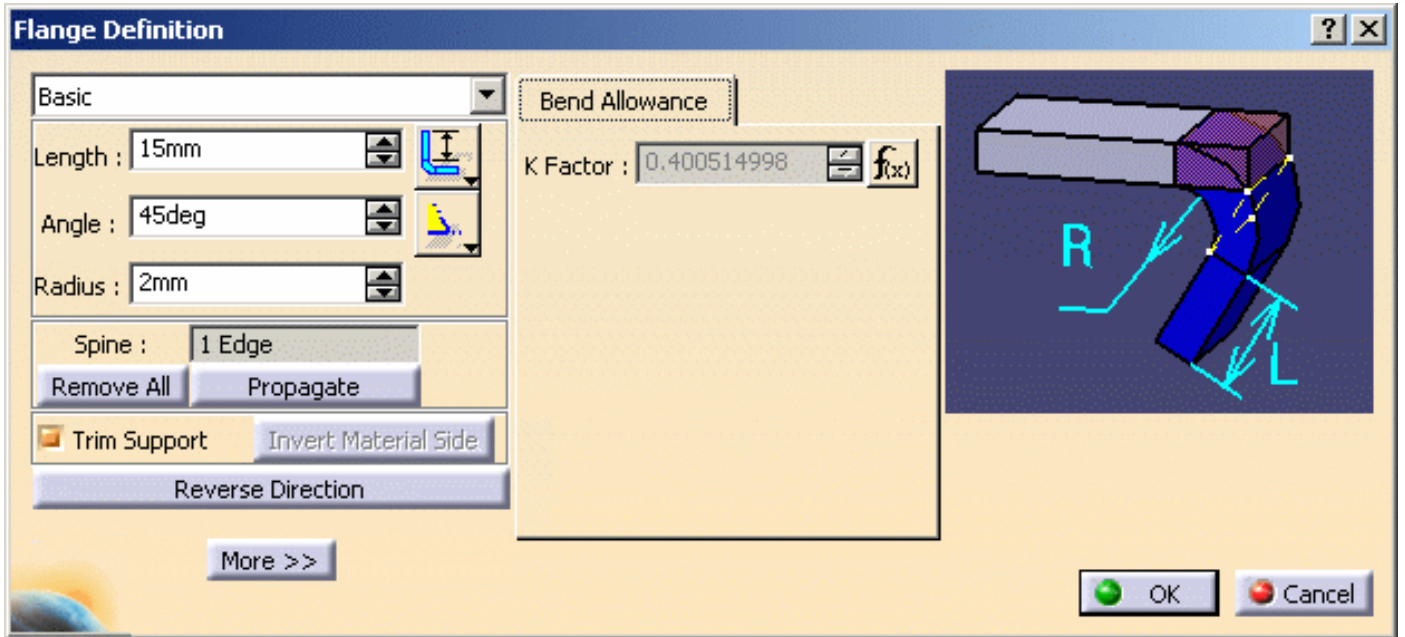 Flange Definition
Basic
Length : 15mm
Angle : 45deg
Radius : 2mm
Spine : 1 Edge
Remove All Propagate
Trim Support Invert Material Side
Reverse Direction
More >>
Bend Allowance
K Factor : 0.400514998 f(x)
R
L
OK Cancel